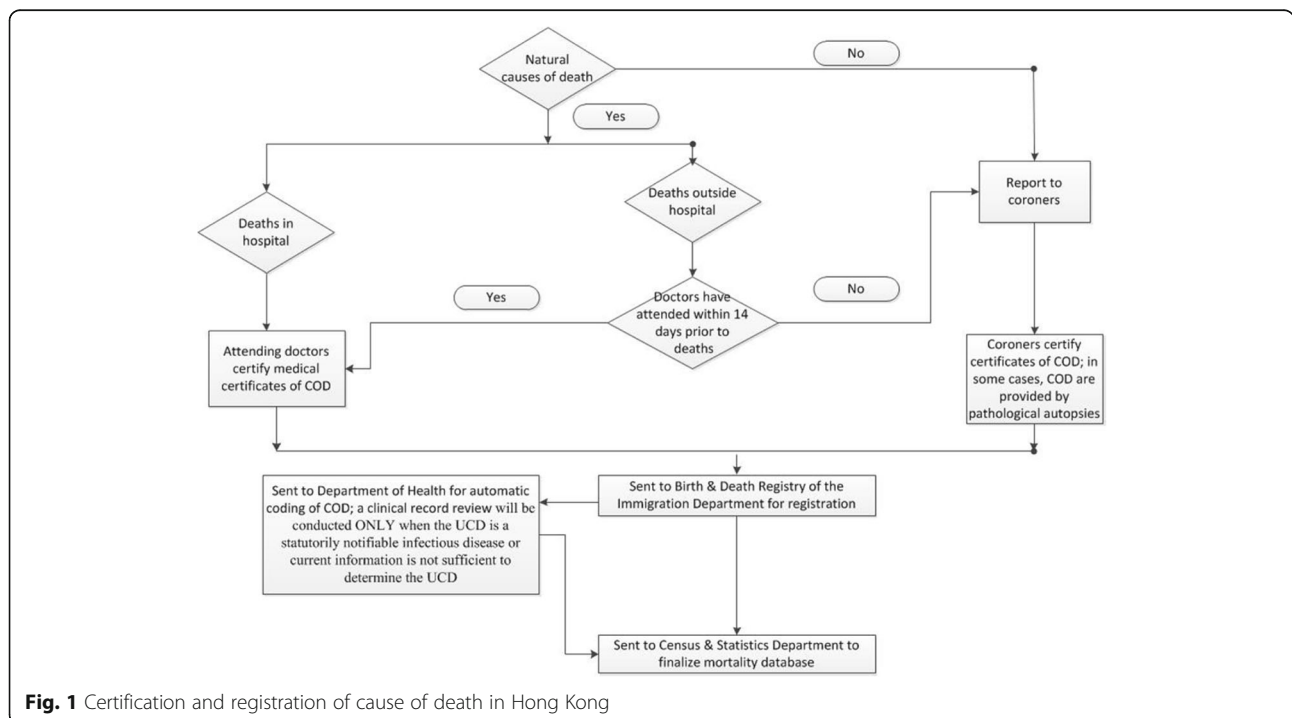 Natural
causes of death
No
Yes
Deaths in
hospital
Deaths outside
hospital
Report to
coroners
Yes
Doctors have
attended within 14
days prior to
deaths
No
Attending doctors
certify medical
certificates of COD
Coroners certify
certificates of COD; in
some cases, COD are
provided by
pathological autopsies
Sent to Birth & Death Registry of the
Immigration Department for registration
Sent to Department of Health for automatic
coding of COD; a clinical record review will be
conducted ONLY when the UCD is a
statutorily notifiable infectious disease or
current information is not sufficient to
determine the UCD
Sent to Census & Statistics Department to
finalize mortality database
Fig. 1 Certification and registration of cause of death in Hong Kong